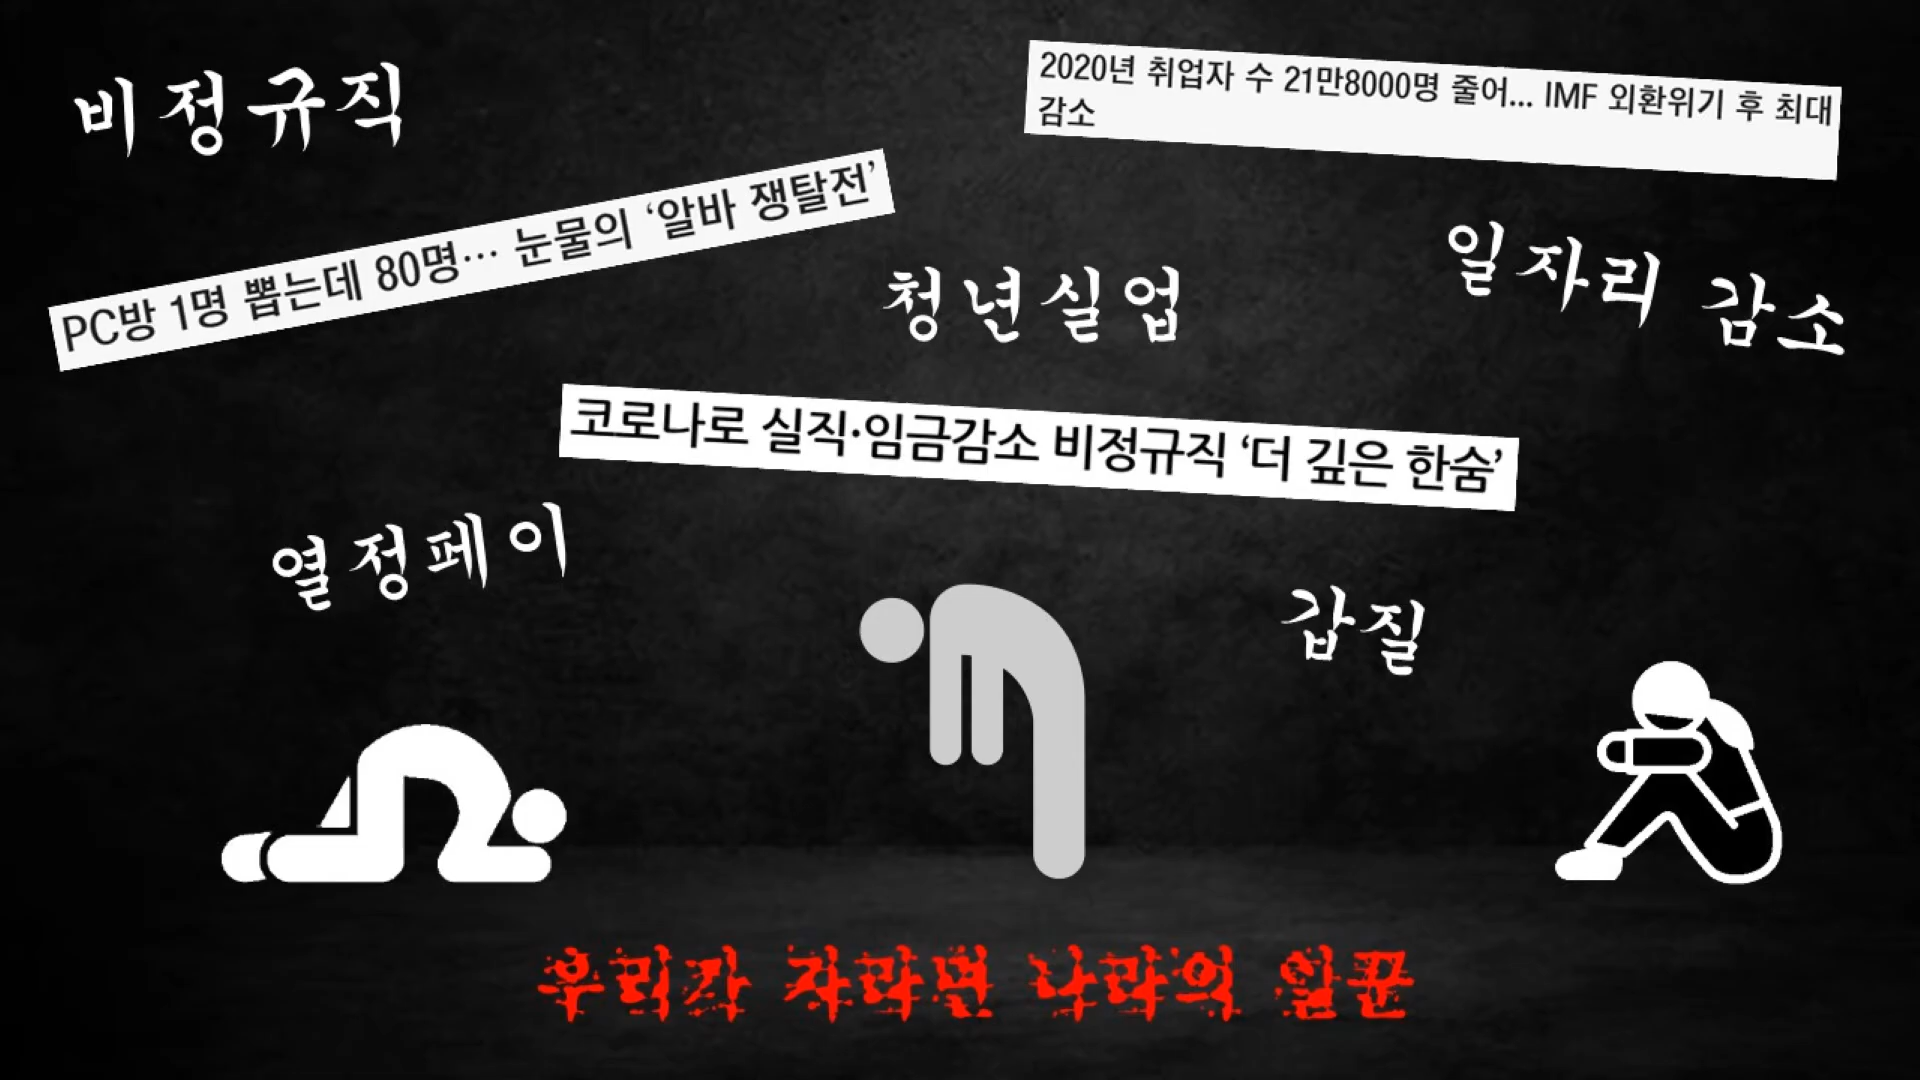 비정규직
2020년 취업자 수 21만8000명 줄어... IMF 외환위기 후 최대
감소
PC방 1명 뽑는데 80명… 눈물의 ‘알바 쟁탈전’
청년실업
일자리 감소
코로나로 실직·임금감소 비정규직 ‘더 깊은 한숨’
열정페이
갑질
우리가 자라면 나라의 일꾼